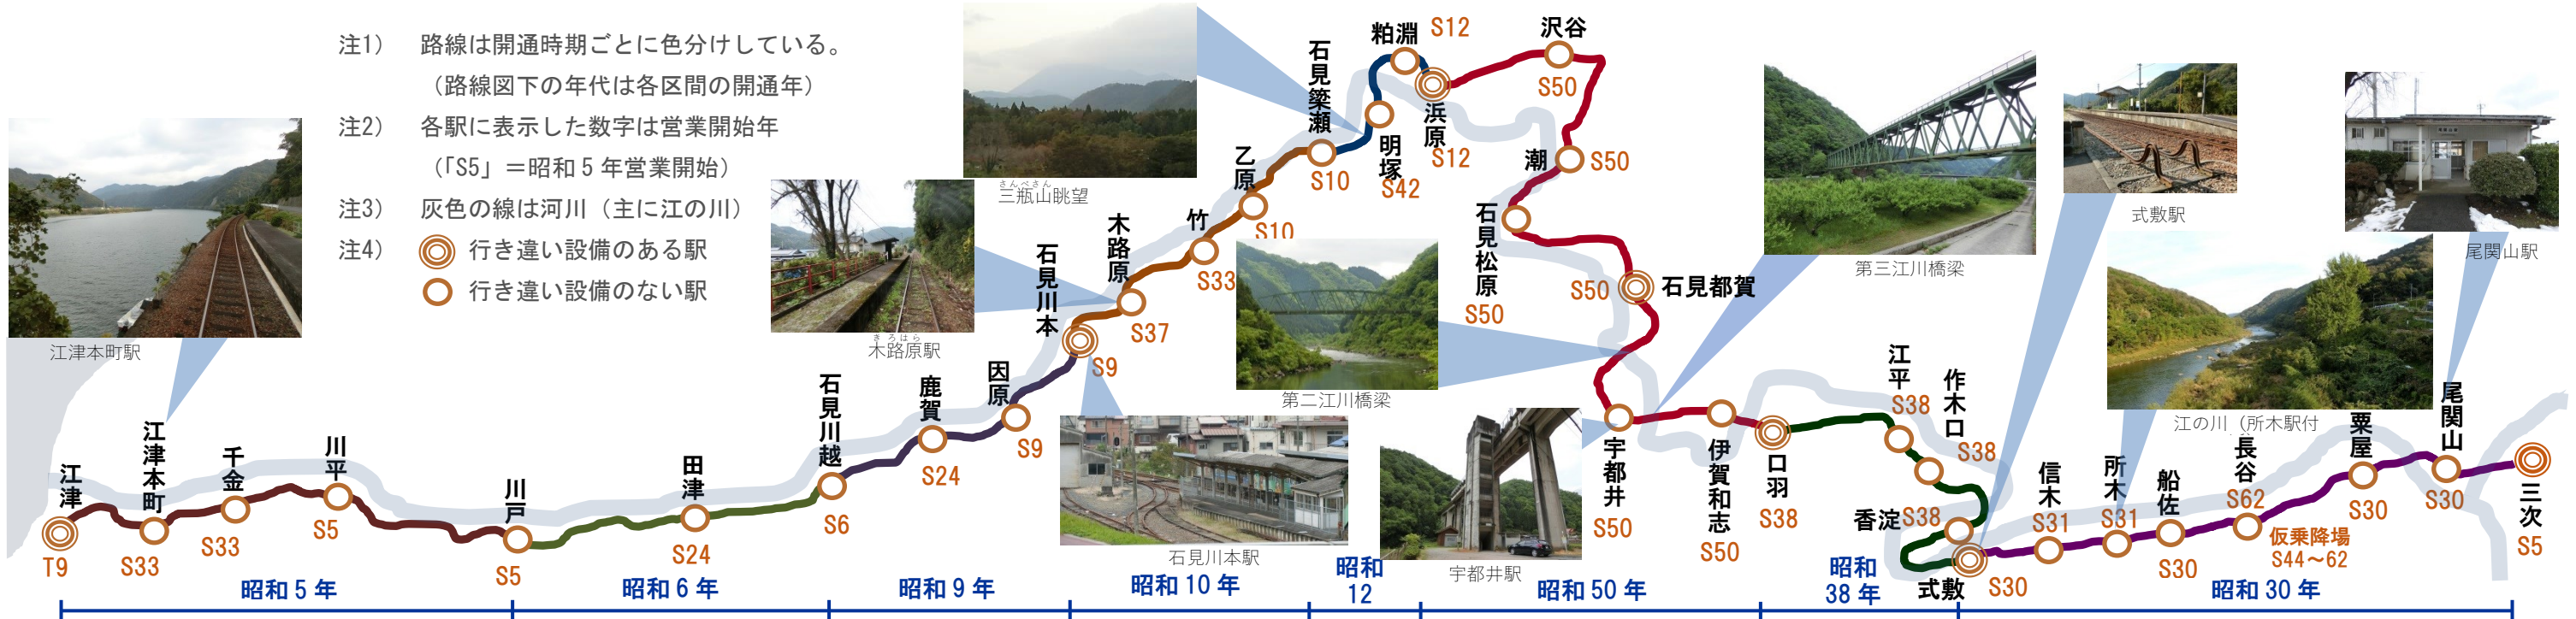 注1) 路線は開通時期ごとに色分けしている。
(路線図下の年代は各区間の開通年)
注2) 各駅に表示した数字は営業開始年
(「S5」=昭和5年営業開始)
注3) 灰色の線は河川(主に江の川)
注4) 行き違い設備のある駅
行き違い設備のない駅
江津本町駅
木路原駅
きろはら
三瓶山眺望
さんべさん
石見川本駅
第二江川橋梁
宇都井駅
第三江川橋梁
式敷駅
江の川(所木駅付
尾関山駅
江津
T9
江津本町
S33
千金
S33
川平
S5
川戸
S5
田津
S24
石見川越
S6
鹿賀
S24
因原
S9
石見川本
S9
木路原
S37
竹
S33
乙原
S10
石見簗瀬
S10
明塚
S42
粕淵
S12
浜原
S12
沢谷
S50
潮
S50
石見松原
S50
石見都賀
S50
宇都井
S50
伊賀和志
S50
口羽
S38
江平
S38
作木口
S38
香淀
S38
式敷
S30
信木
S31
所木
S31
船佐
S30
長谷
S62
仮乗降場
S44~62
粟屋
S30
尾関山
S30
三次
S5
昭和5年
昭和6年
昭和9年
昭和10年
昭和
12
昭和50年
昭和
38年
昭和30年